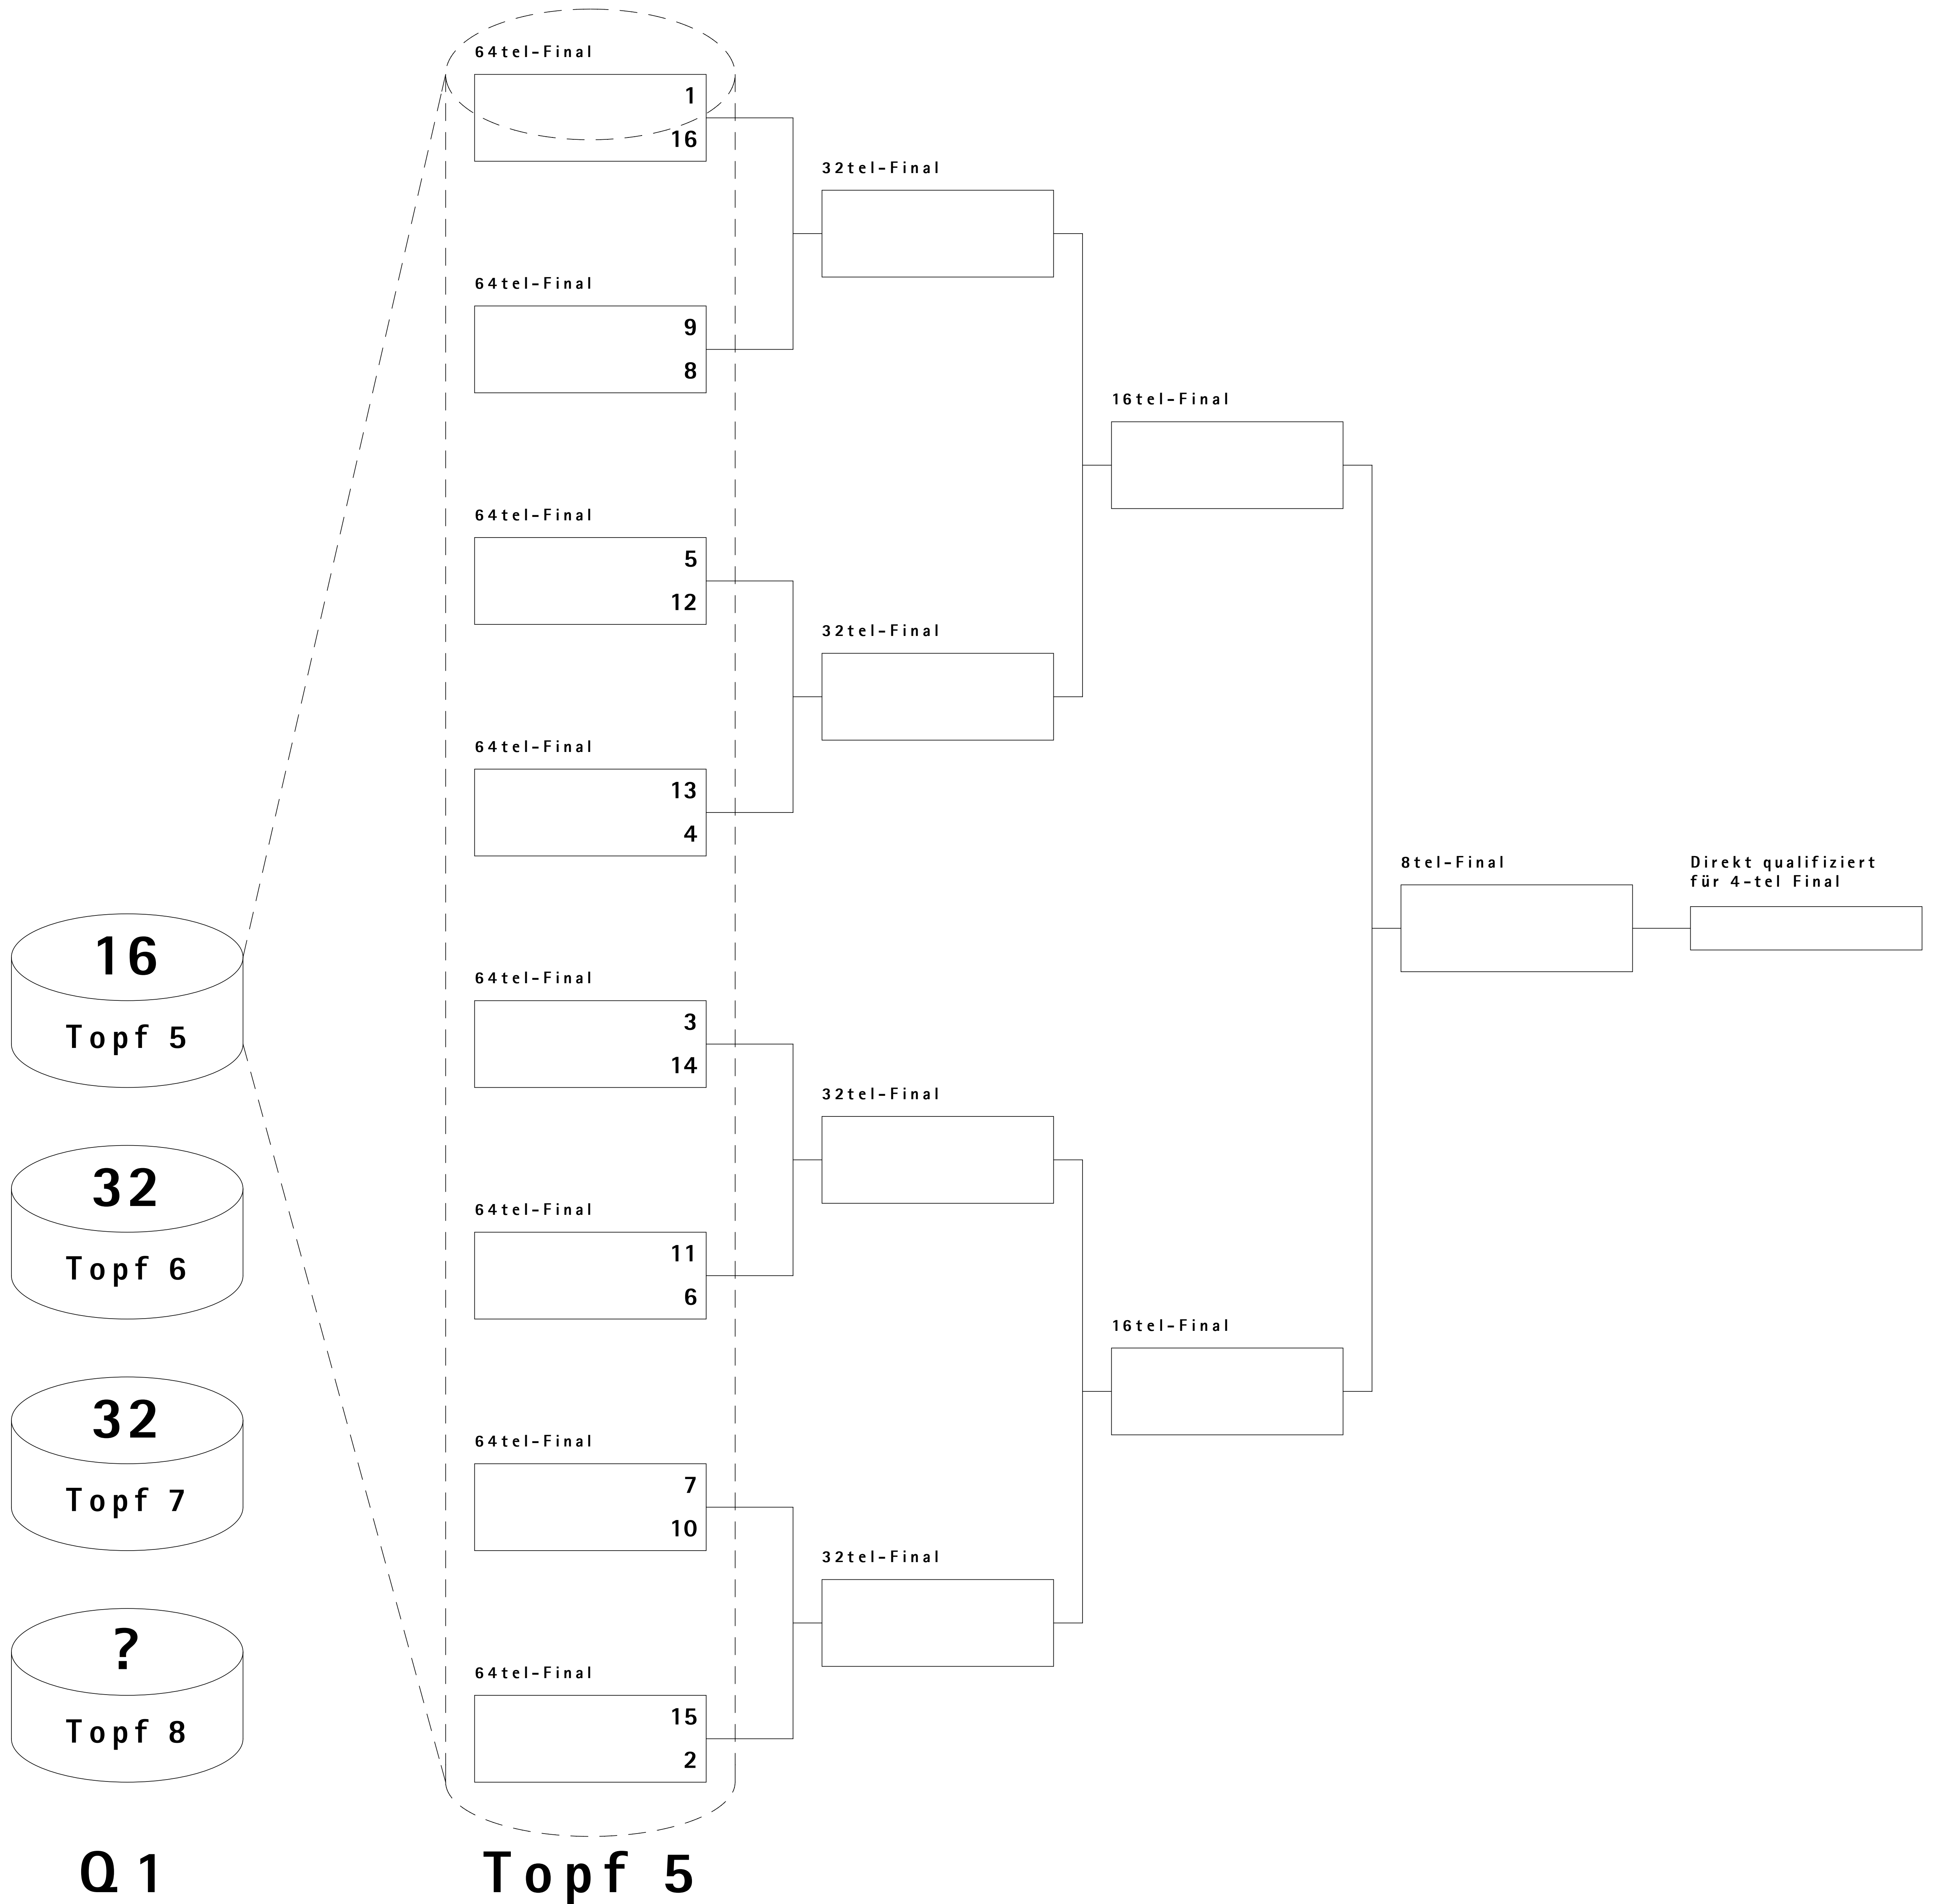 64tel-Final
1
16
64tel-Final
9
8
64tel-Final
5
12
64tel-Final
13
4
64tel-Final
3
14
64tel-Final
11
6
64tel-Final
7
10
64tel-Final
15
2
32tel-Final
32tel-Final
32tel-Final
32tel-Final
16tel-Final
16tel-Final
8tel-Final
Direkt qualifiziert
für 4-tel Final
16
Topf 5
32
Topf 6
32
Topf 7
?
Topf 8
Q1
Topf 5